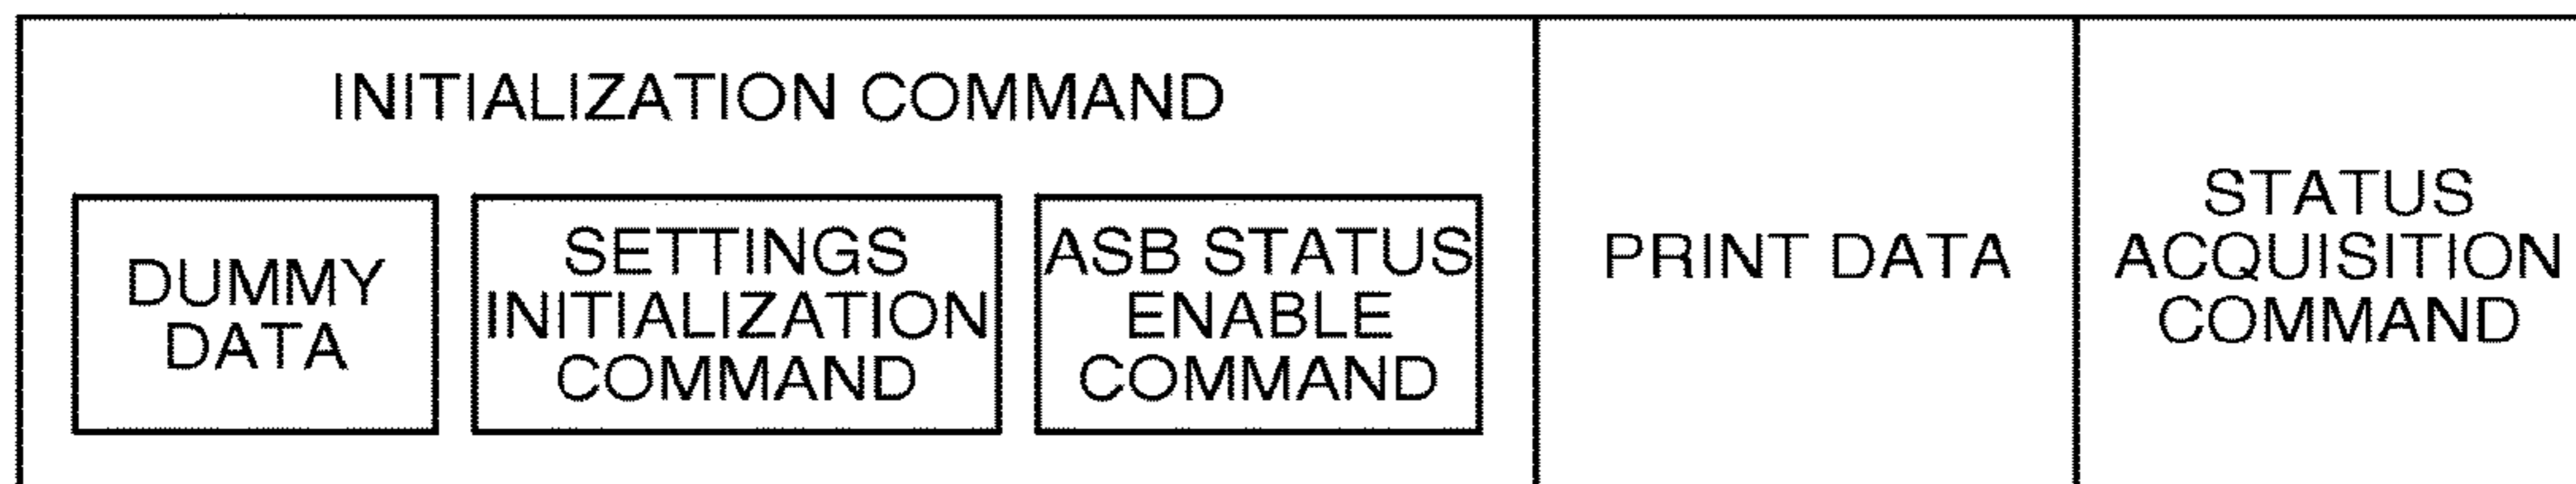 INITIALIZATION COMMAND
DUMMY
DATA
SETTINGS
INITIALIZATION
COMMAND
ASB STATUS
ENABLE
COMMAND
PRINT DATA
STATUS
ACQUISITION
COMMAND